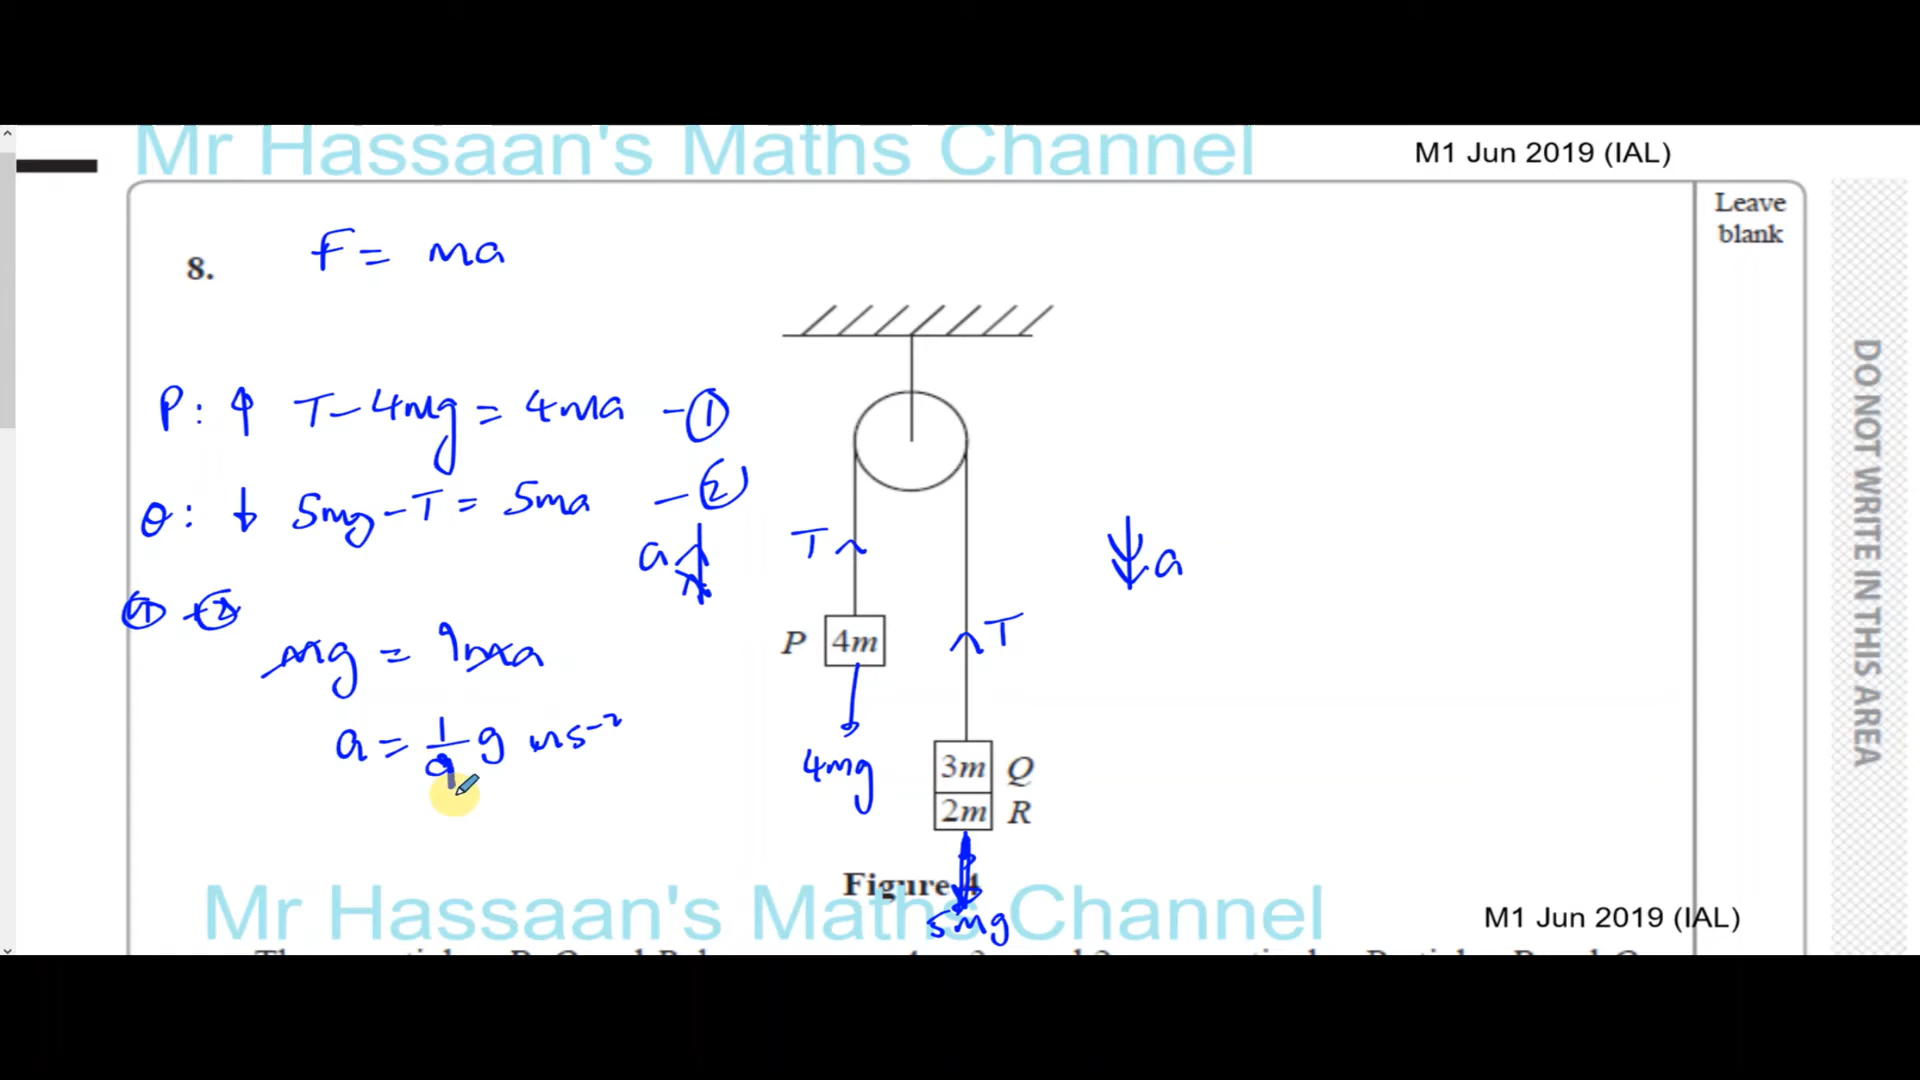 Mr Hassaan's Maths Channel
M1 Jun 2019 (IAL)
Leave
blank
8.
F = ma
P: ↑ T - 4mg = 4ma - ①
Q: ↓ 5mg - T = 5ma - ②
a
T
a
① + ②
mg = 9ma
T
P 4m
a = 1/9 g ms⁻²
4mg
3m Q
2m R
Figure 4
5mg
Mr Hassaan's Maths Channel
M1 Jun 2019 (IAL)
DO NOT WRITE IN THIS AREA